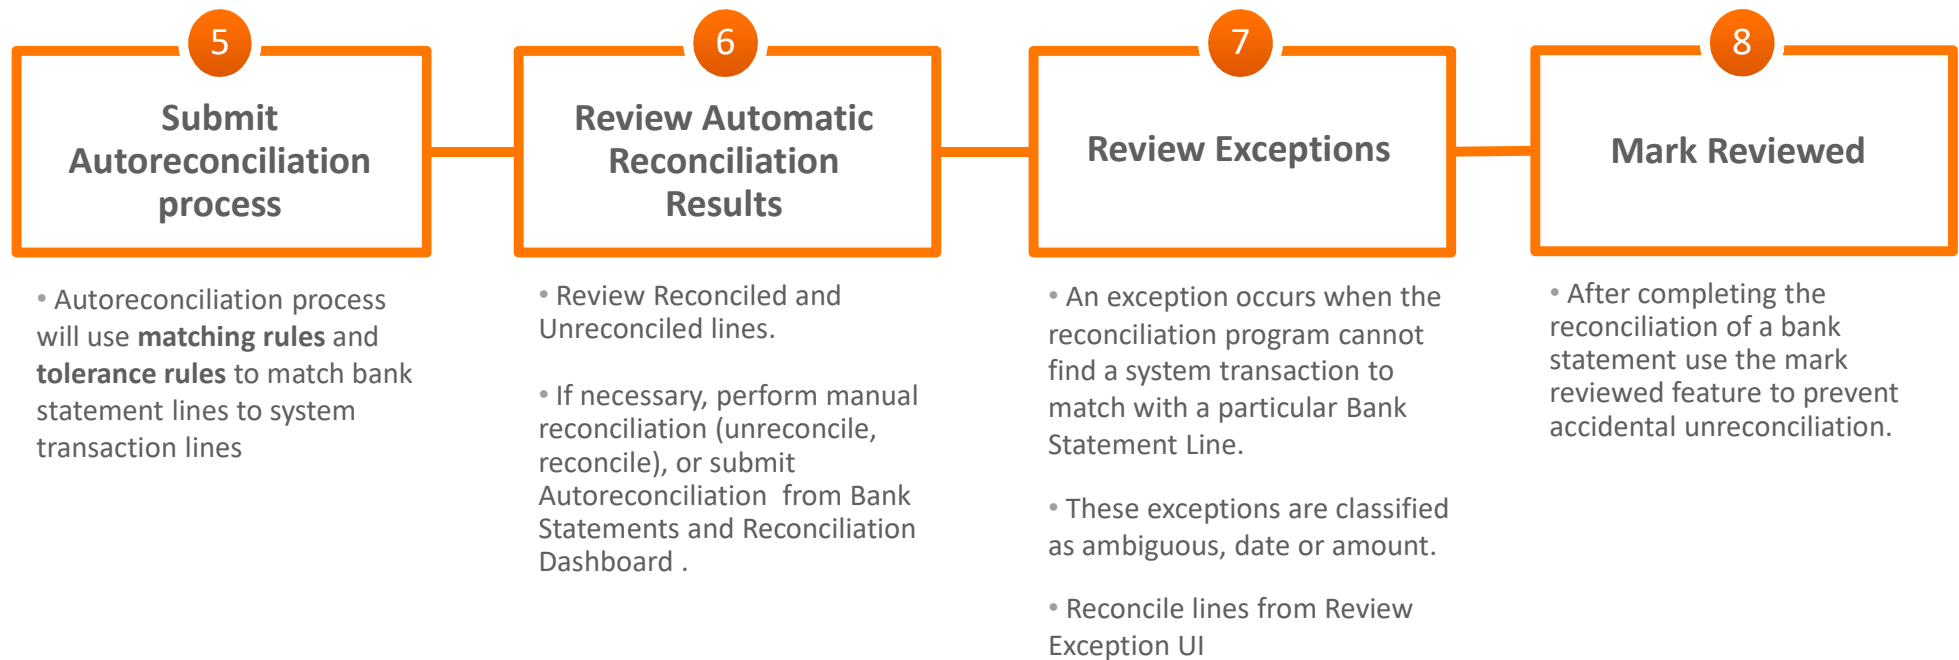 5
Submit
Autoreconciliation
process
• Autoreconciliation process
will use matching rules and
tolerance rules to match bank
statement lines to system
transaction lines
6
Review Automatic
Reconciliation
Results
• Review Reconciled and
Unreconciled lines.
• If necessary, perform manual
reconciliation (unreconcile,
reconcile), or submit
Autoreconciliation  from Bank
Statements and Reconciliation
Dashboard .
7
Review Exceptions
• An exception occurs when the
reconciliation program cannot
find a system transaction to
match with a particular Bank
Statement Line.
• These exceptions are classified
as ambiguous, date or amount.
• Reconcile lines from Review
Exception UI
8
Mark Reviewed
• After completing the
reconciliation of a bank
statement use the mark
reviewed feature to prevent
accidental unreconciliation.